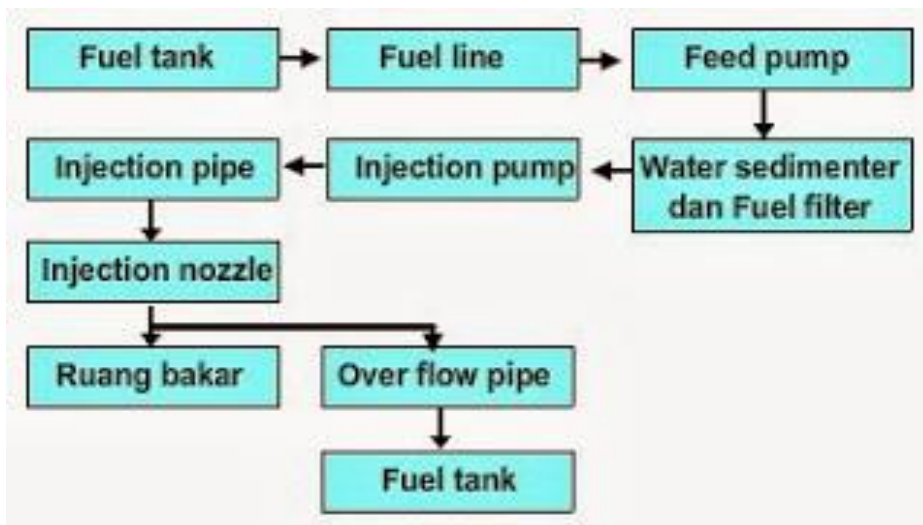 Fuel tank
Fuel line
Feed pump
Injection pipe
Injection pump
Water sedimenter
dan Fuel filter
Injection nozzle
Ruang bakar
Over flow pipe
Fuel tank